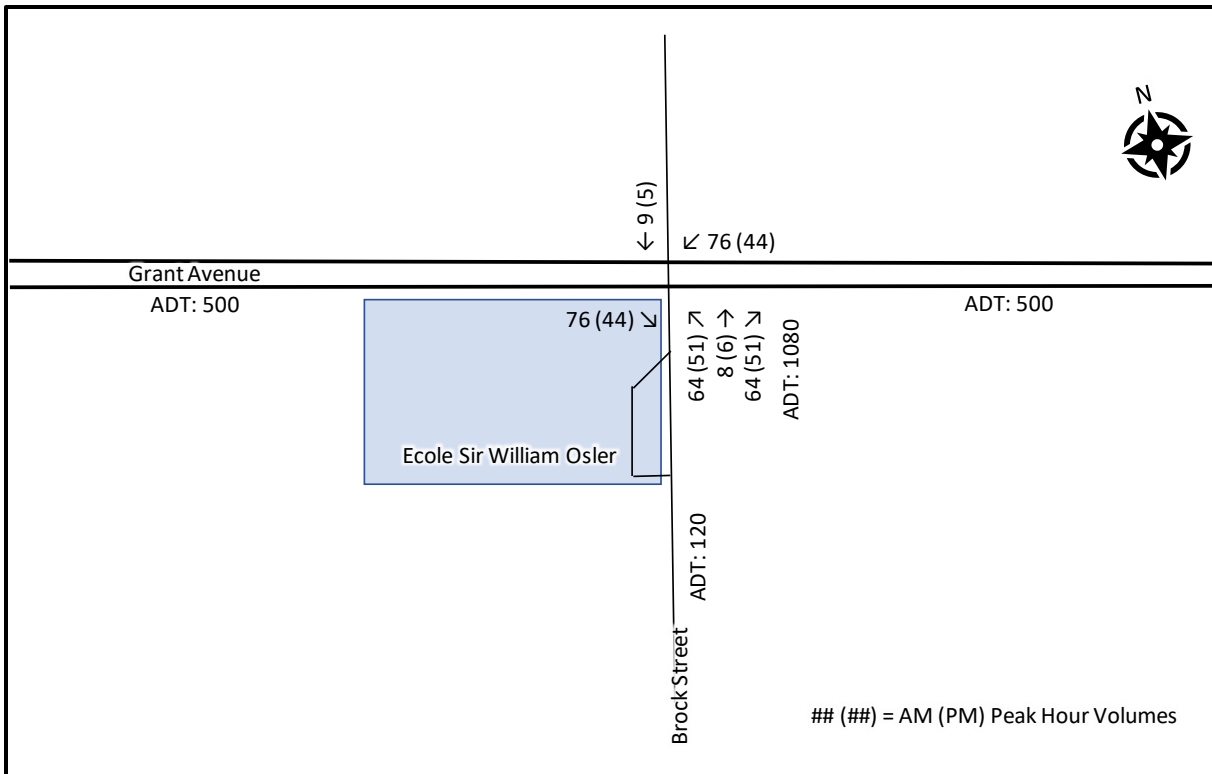 N
↓ 9 (5)
↙ 76 (44)
Grant Avenue
ADT: 500
ADT: 500
76 (44) ↘
64 (51) ↖
8 (6) ↑
64 (51) ↗
ADT: 1080
Ecole Sir William Osler
ADT: 120
Brock Street
## (##) = AM (PM) Peak Hour Volumes